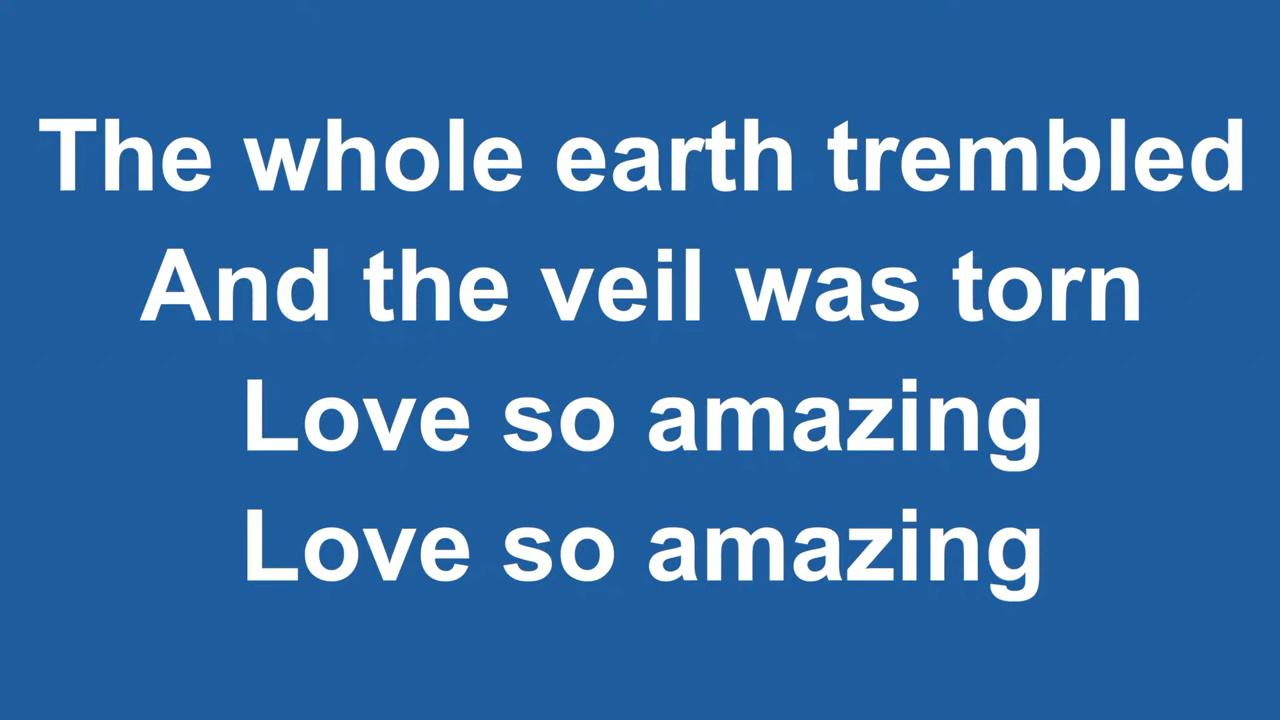 The whole earth trembled
And the veil was torn
Love so amazing
Love so amazing